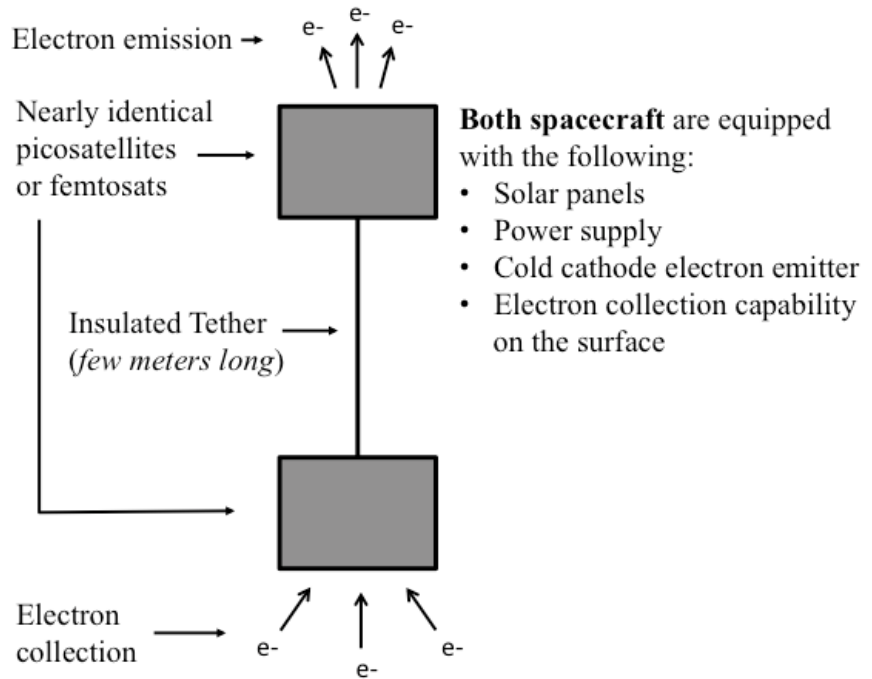 Electron emission
e-
e-
e-
Nearly identical
picosatellites
or femtosats
Both spacecraft are equipped
with the following:
• Solar panels
• Power supply
• Cold cathode electron emitter
• Electron collection capability
on the surface
Insulated Tether
(few meters long)
Electron
collection
e-
e-
e-